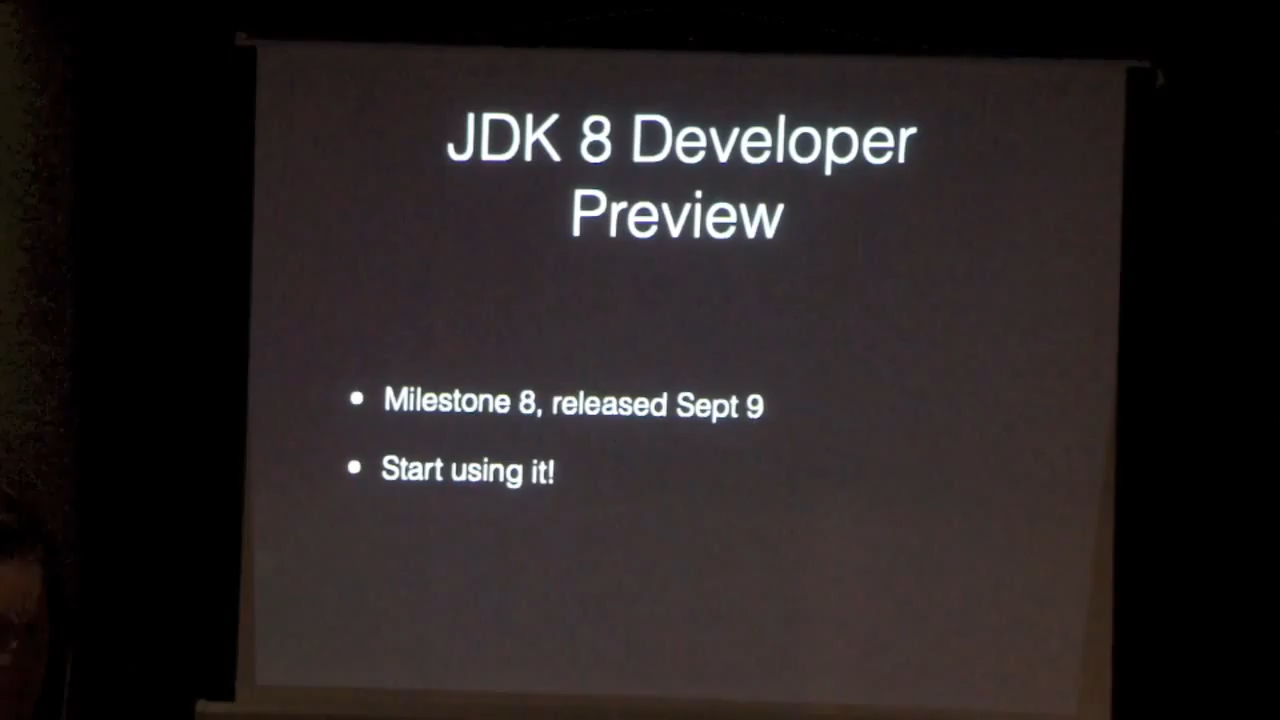 JDK 8 Developer
Preview
• Milestone 8, released Sept 9
• Start using it!